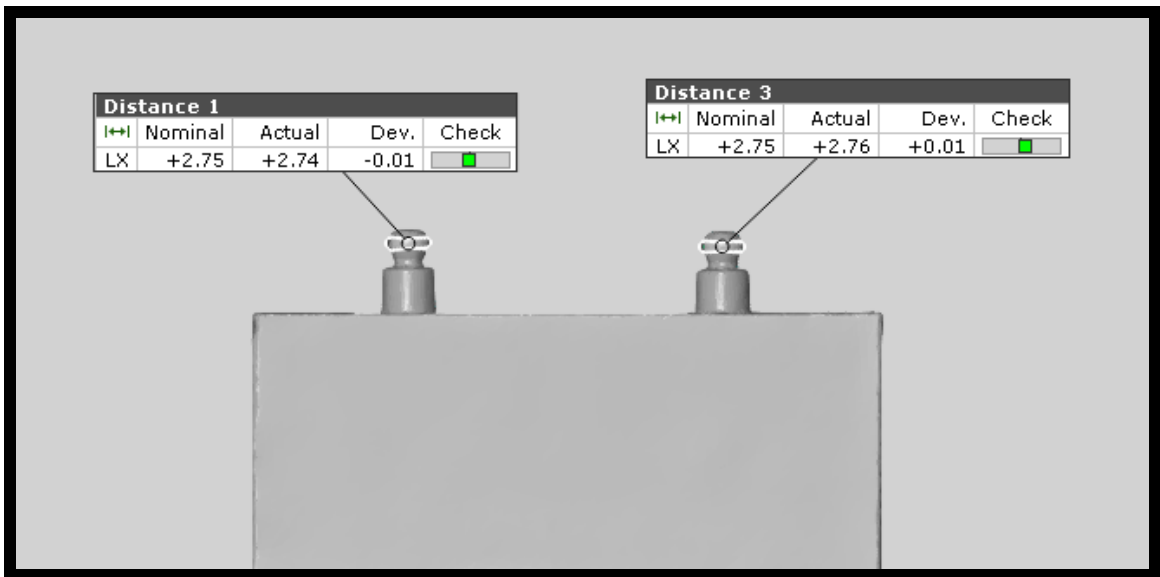 Distance 1
Nominal Actual Dev. Check
LX +2.75 +2.74 -0.01
Distance 3
Nominal Actual Dev. Check
LX +2.75 +2.76 +0.01